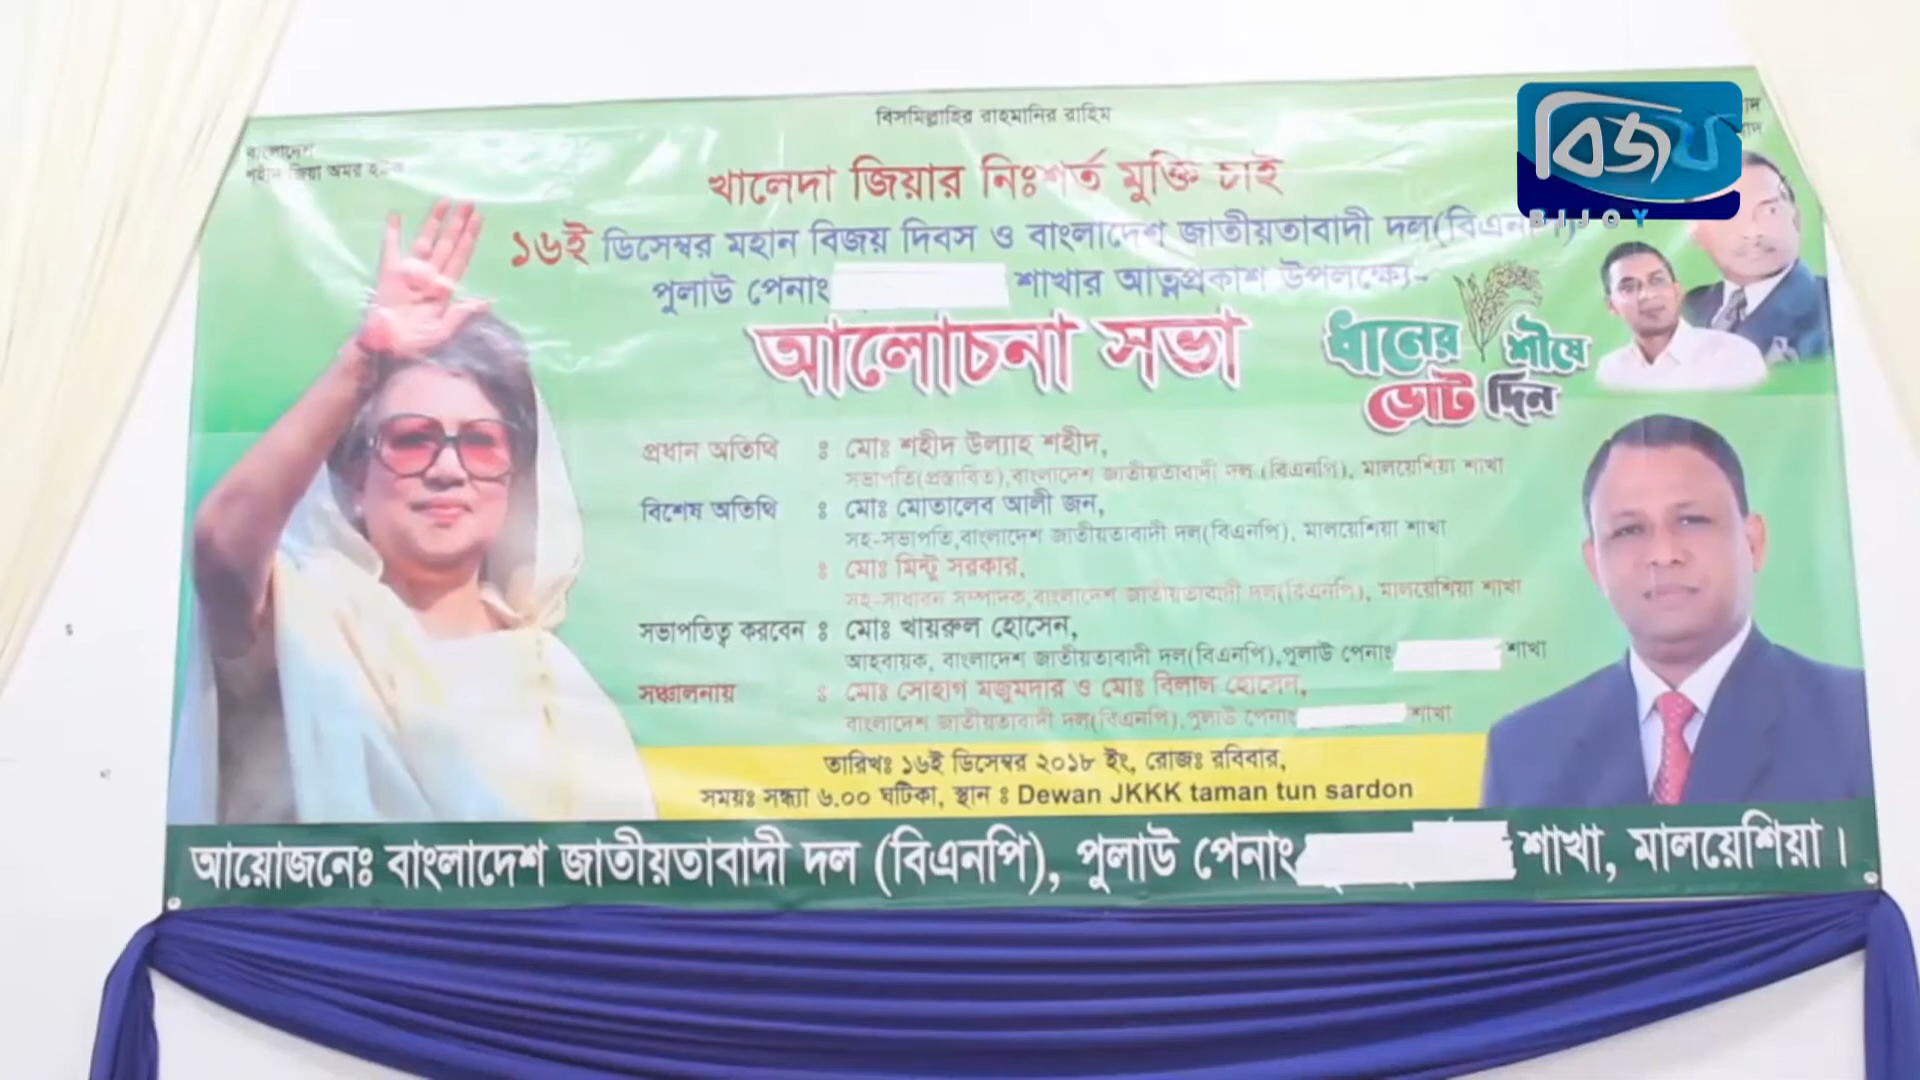 বিসমিল্লাহির রাহমানির রাহিম
বাংলাদেশ
শহীদ জিয়া অমর হউক
বিজয়
BIJOY
খালেদা জিয়ার নিঃশর্ত মুক্তি চাই
১৬ই ডিসেম্বর মহান বিজয় দিবস ও বাংলাদেশ জাতীয়তাবাদী দল(বিএনপি)
পুলাউ পেনাং শাখার আত্নপ্রকাশ উপলক্ষ্যে-
আলোচনা সভা
ধানের শীষে
ভোট দিন
প্রধান অতিথি : মোঃ শহীদ উল্যাহ শহীদ,
সভাপতি(প্রস্তাবিত),বাংলাদেশ জাতীয়তাবাদী দল (বিএনপি), মালয়েশিয়া শাখা
বিশেষ অতিথি : মোঃ মোতালেব আলী জন,
সহ-সভাপতি,বাংলাদেশ জাতীয়তাবাদী দল(বিএনপি), মালয়েশিয়া শাখা
: মোঃ মিন্টু সরকার,
সহ-সাধারন সম্পাদক,বাংলাদেশ জাতীয়তাবাদী দল(বিএনপি), মালয়েশিয়া শাখা
সভাপতিত্ব করবেন : মোঃ খায়রুল হোসেন,
আহবায়ক, বাংলাদেশ জাতীয়তাবাদী দল(বিএনপি),পুলাউ পেনাং শাখা
সঞ্চালনায় : মোঃ সোহাগ মজুমদার ও মোঃ বিলাল হোসেন,
বাংলাদেশ জাতীয়তাবাদী দল(বিএনপি),পুলাউ পেনাং শাখা
তারিখঃ ১৬ই ডিসেম্বর ২০১৮ ইং, রোজঃ রবিবার,
সময়ঃ সন্ধ্যা ৬.০০ ঘটিকা, স্থান : Dewan JKKK taman tun sardon
আয়োজনেঃ বাংলাদেশ জাতীয়তাবাদী দল (বিএনপি), পুলাউ পেনাং শাখা, মালয়েশিয়া।